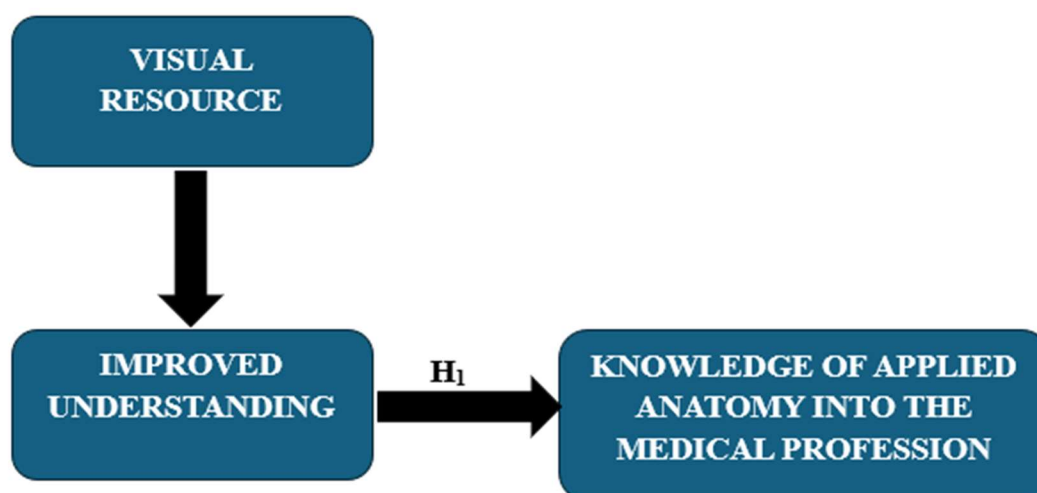 VISUAL
RESOURCE
IMPROVED
UNDERSTANDING
H₁
KNOWLEDGE OF APPLIED
ANATOMY INTO THE
MEDICAL PROFESSION